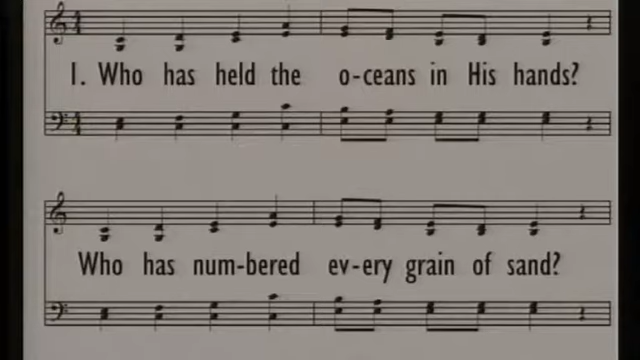 1. Who has held the o-ceans in His hands?
Who has num-bered ev-ery grain of sand?